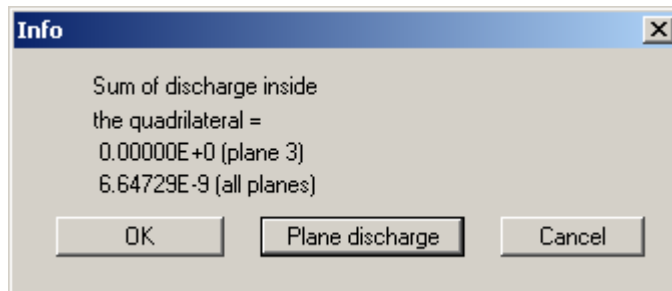 Info
Sum of discharge inside
the quadrilateral =
0.00000E+0 (plane 3)
6.64729E-9 (all planes)
OK Plane discharge Cancel